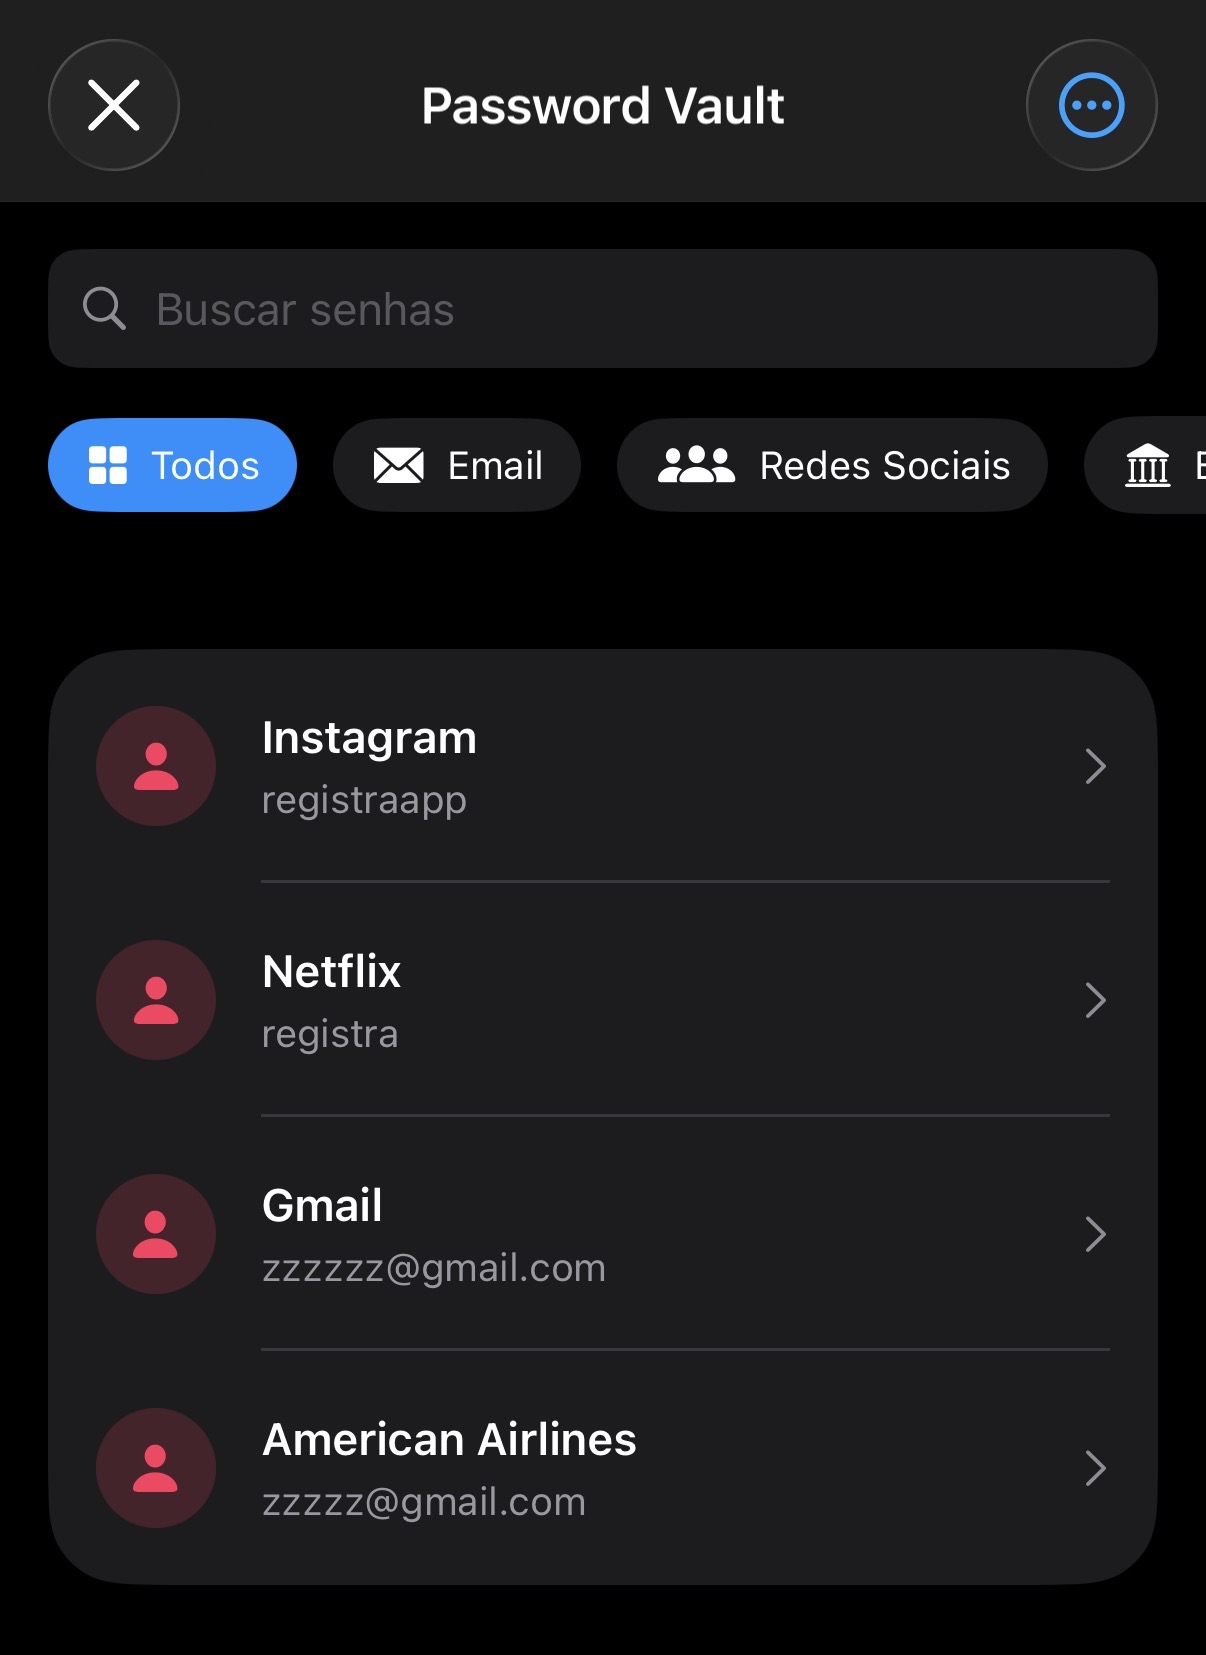 Password Vault
Buscar senhas
Todos
Email
Redes Sociais
Instagram
registraapp
Netflix
registra
Gmail
zzzzzz@gmail.com
American Airlines
zzzzz@gmail.com